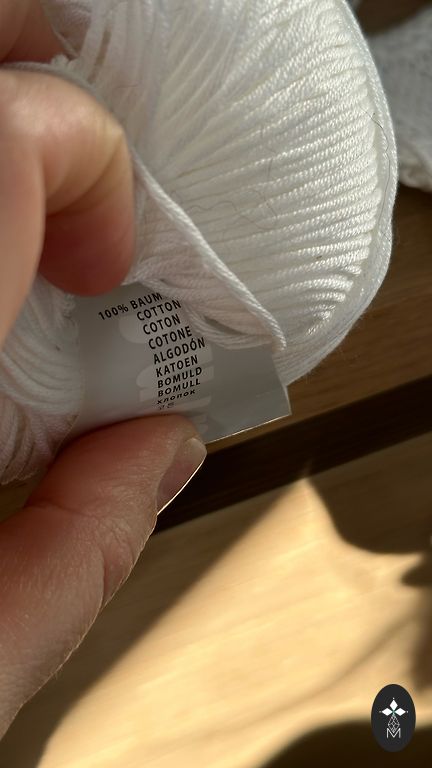 100% BAUM
COTTON
COTON
COTONE
ALGODÓN
KATOEN
BOMULD
BOMULL
ХЛОПОК
M